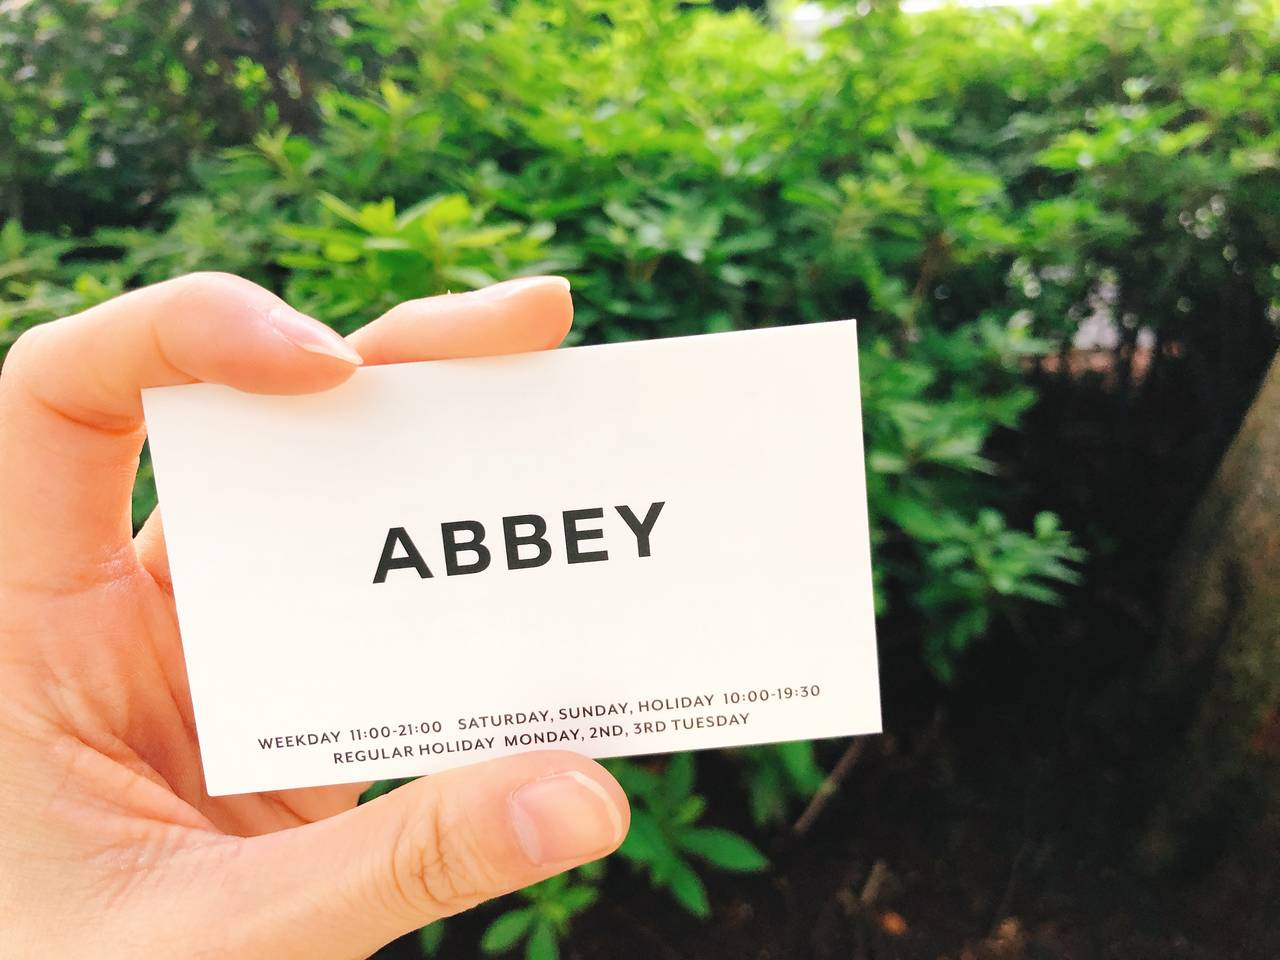 ABBEY
WEEKDAY 11:00-21:00 SATURDAY, SUNDAY, HOLIDAY 10:00-19:30
REGULAR HOLIDAY MONDAY, 2ND, 3RD TUESDAY